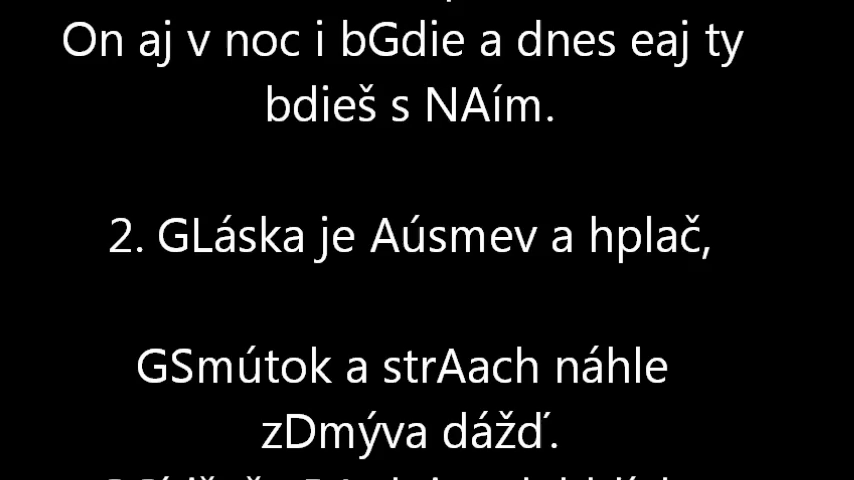 On aj v noc i bGdie a dnes eaj ty
bdieš s NAím.
2. GLáska je Aúsmev a hplač,
GSmútok a strAach náhle
zDmýva dážď.